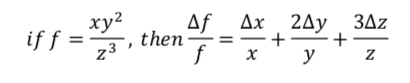 if f = xy²/z³, then Δf/f = Δx/x + 2Δy/y + 3Δz/z